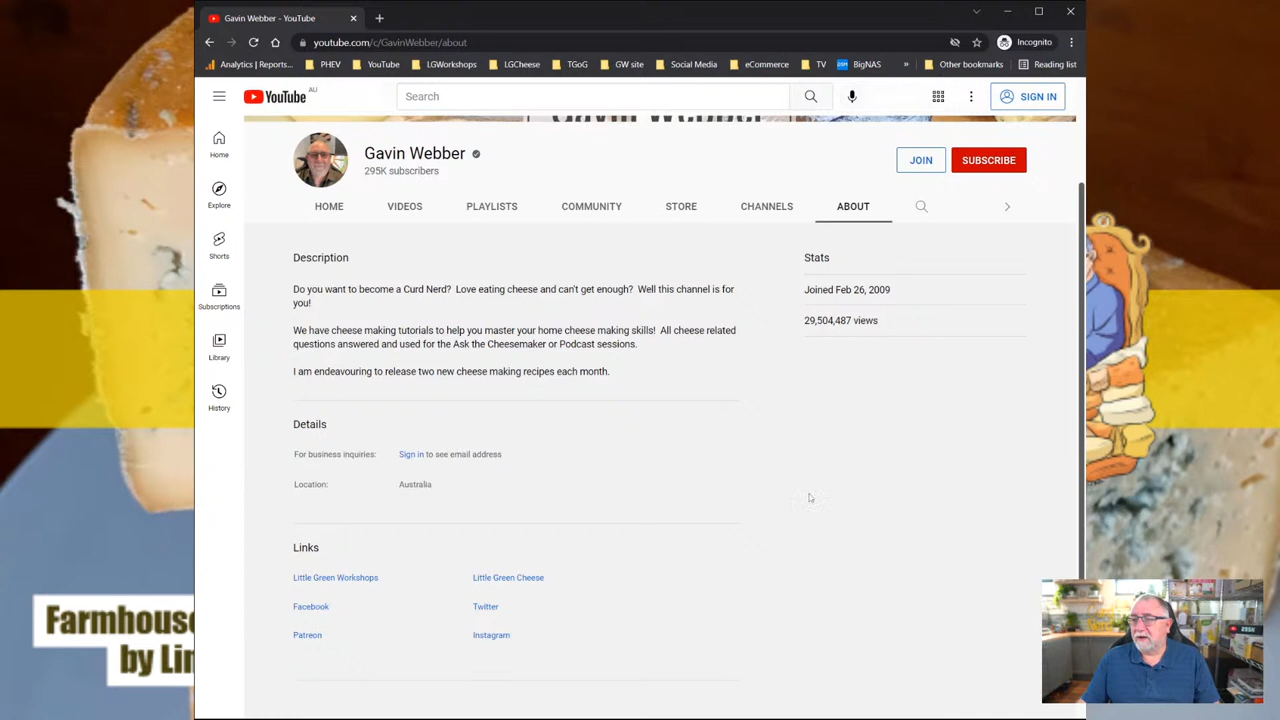 Gavin Webber - YouTube
youtube.com/c/GavinWebber/about
Incognito
Analytics | Repor...
PHEV
YouTube
LGWorkshops
LGCheese
TGoG
GW site
Social Media
eCommerce
TV
BigNAS
»
Other bookmarks
Reading list
YouTube AU
Search
SIGN IN
Gavin Webber
Home
Gavin Webber
295K subscribers
JOIN
SUBSCRIBE
Explore
HOME
VIDEOS
PLAYLISTS
COMMUNITY
STORE
CHANNELS
ABOUT
Shorts
Subscriptions
Library
History
Description
Do you want to become a Curd Nerd? Love eating cheese and can't get enough? Well this channel is for
you!
We have cheese making tutorials to help you master your home cheese making skills! All cheese related
questions answered and used for the Ask the Cheesemaker or Podcast sessions.
I am endeavouring to release two new cheese making recipes each month.
Stats
Joined Feb 26, 2009
29,504,487 views
Details
For business inquiries: Sign in to see email address
Location: Australia
Links
Little Green Workshops
Little Green Cheese
Facebook
Twitter
Patreon
Instagram
Farmhouse
by Lin
295K